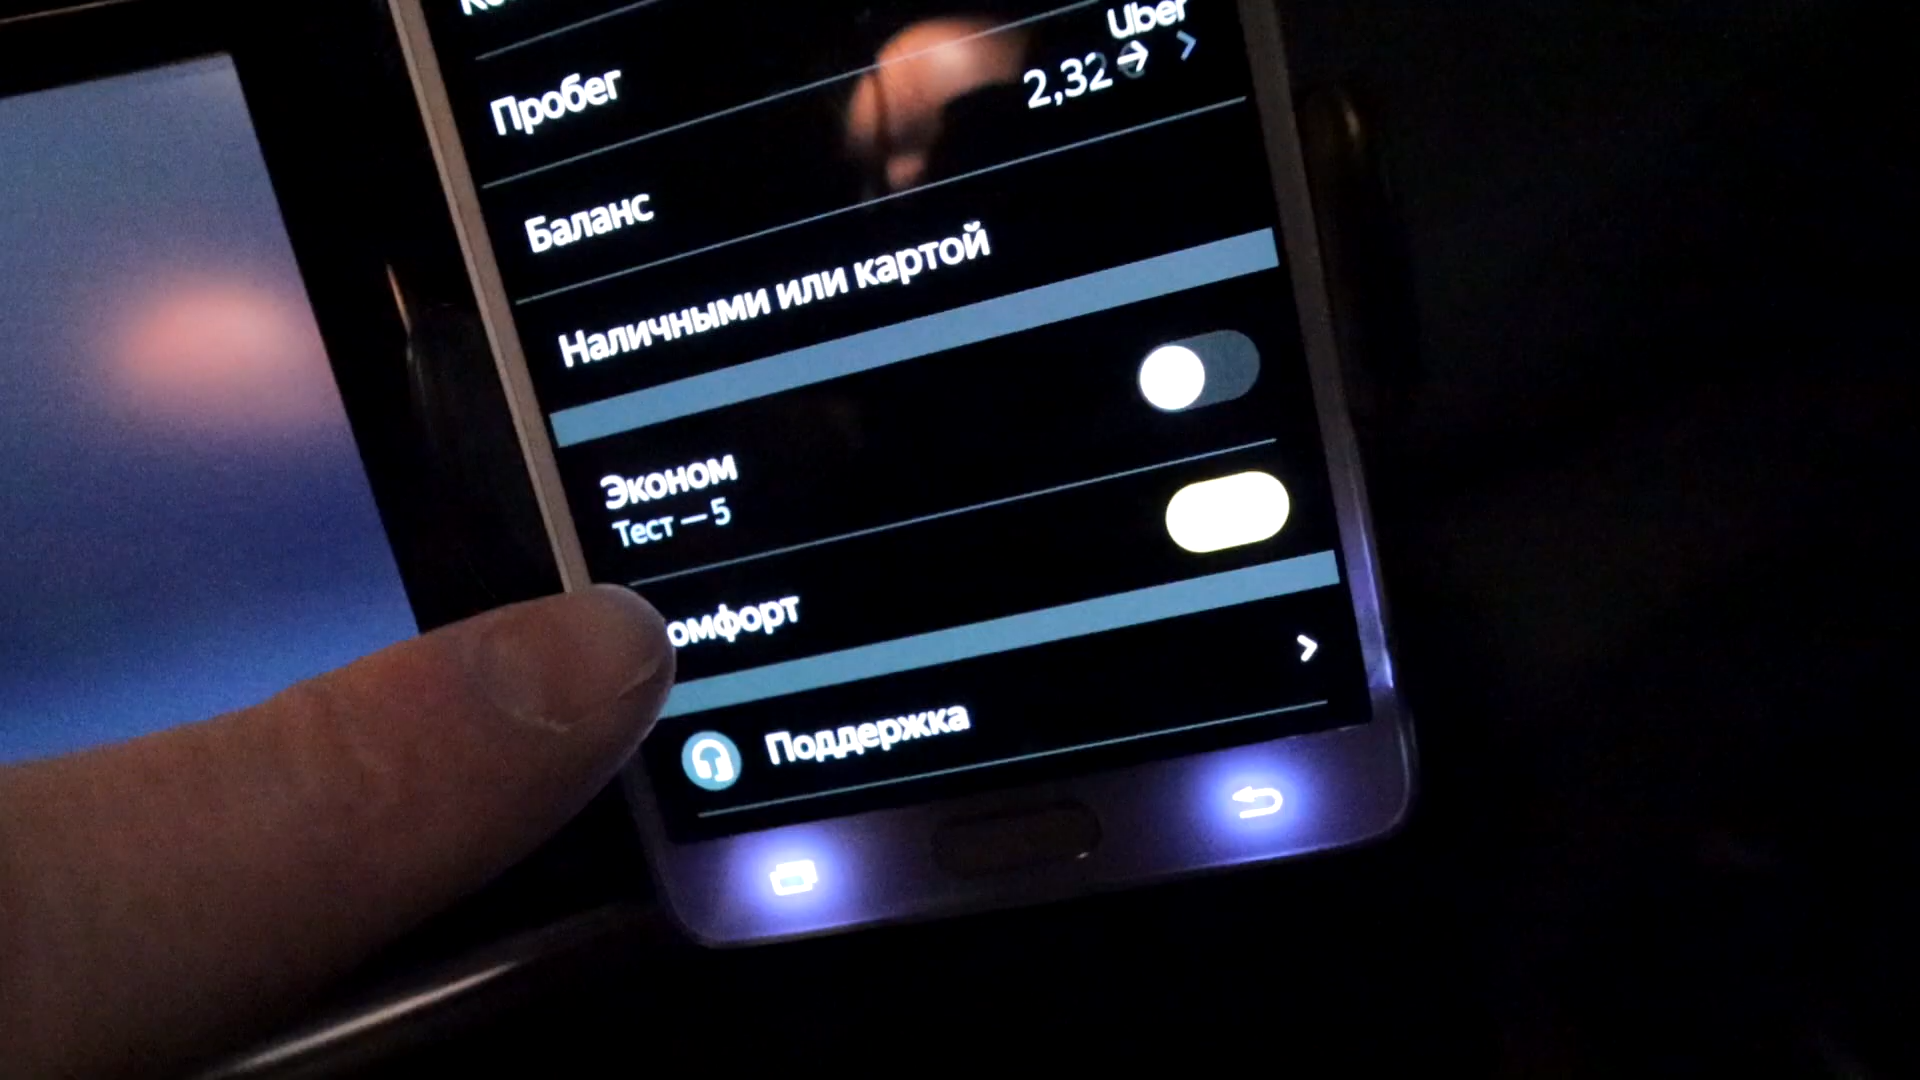 Uber
Пробег
2,32
Баланс
Наличными или картой
Эконом
Тест — 5
омфорт
Поддержка